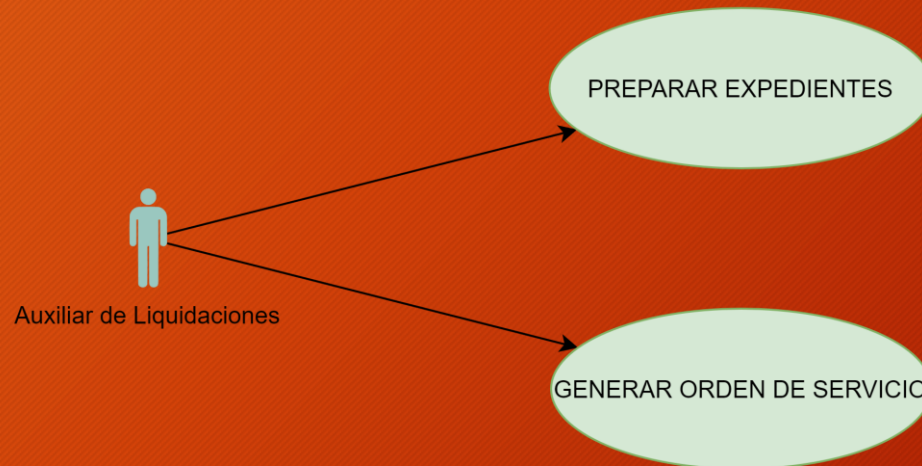 PREPARAR EXPEDIENTES
Auxiliar de Liquidaciones
GENERAR ORDEN DE SERVICIO